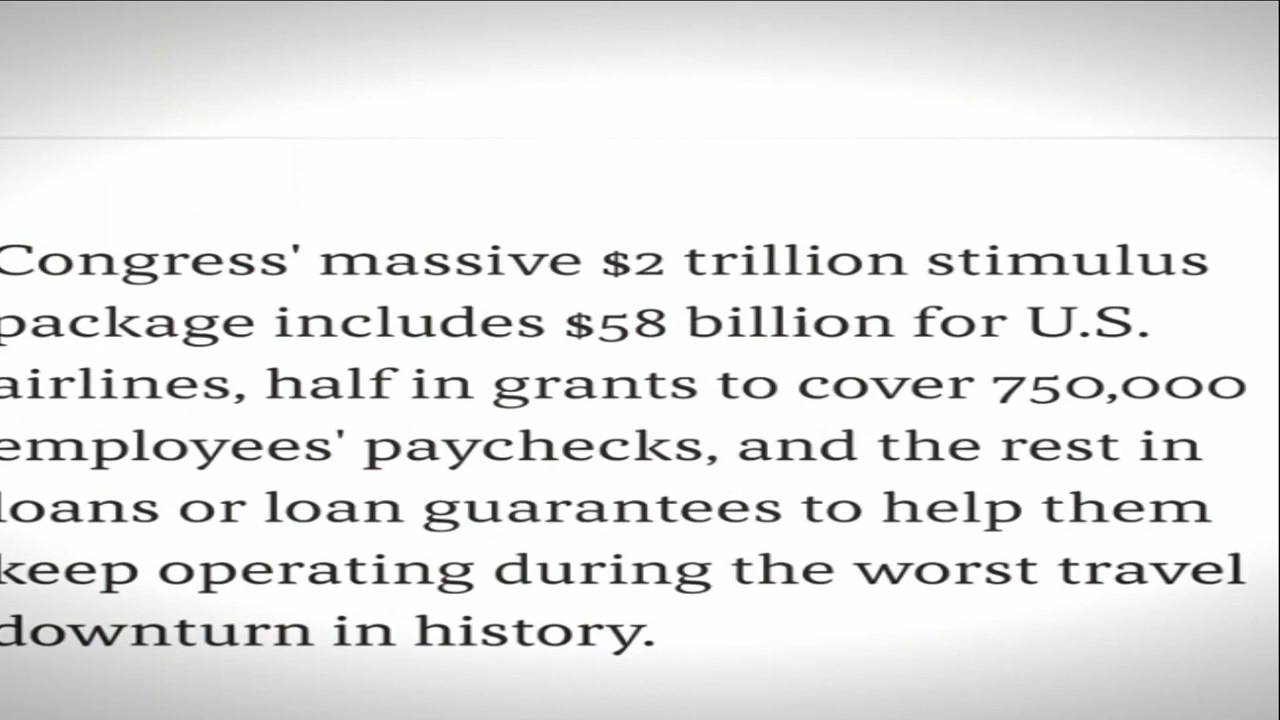 Congress' massive $2 trillion stimulus
package includes $58 billion for U.S.
airlines, half in grants to cover 750,000
employees' paychecks, and the rest in
loans or loan guarantees to help them
keep operating during the worst travel
downturn in history.